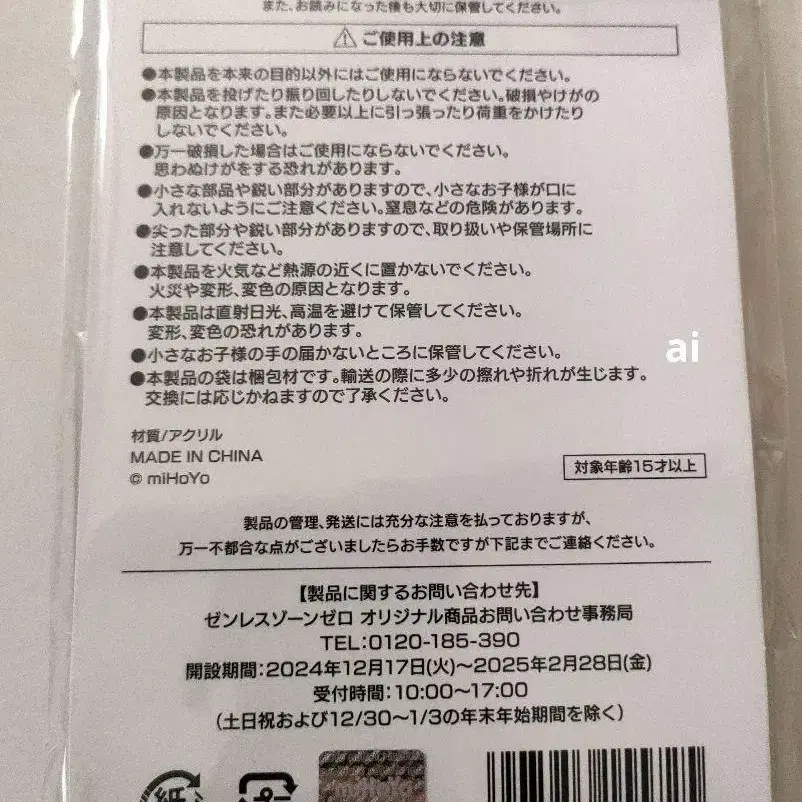 また、お読みになった後も大切に保管してください。
⚠ご使用上の注意
●本製品を本来の目的以外にはご使用にならないでください。
●本製品を投げたり振り回したりしないでください。破損やけがの
原因となります。また必要以上に引っ張ったり荷重をかけたり
しないでください。
●万一破損した場合はご使用にならないでください。
思わぬけがをする恐れがあります。
●小さな部品や鋭い部分がありますので、小さなお子様が口に
入れないようにご注意ください。窒息などの危険があります。
●尖った部分や鋭い部分がありますので、取り扱いや保管場所に
注意してください。
●本製品を火気など熱源の近くに置かないでください。
火災や変形、変色の原因となります。
●本製品は直射日光、高温を避けて保管してください。
変形、変色の恐れがあります。
●小さなお子様の手の届かないところに保管してください。
●本製品の袋は梱包材です。輸送の際に多少の擦れや折れが生じます。
交換には応じかねますので了承ください。
ai
材質/アクリル
MADE IN CHINA
© miHoYo
対象年齢15才以上
製品の管理、発送には充分な注意を払っておりますが、
万一不都合な点がございましたらお手数ですが下記までご連絡ください。
【製品に関するお問い合わせ先】
ゼンレスゾーンゼロ オリジナル商品お問い合わせ事務局
TEL:0120-185-390
開設期間:2024年12月17日(火)〜2025年2月28日(金)
受付時間:10:00〜17:00
(土日祝および12/30〜1/3の年末年始期間を除く)
紙